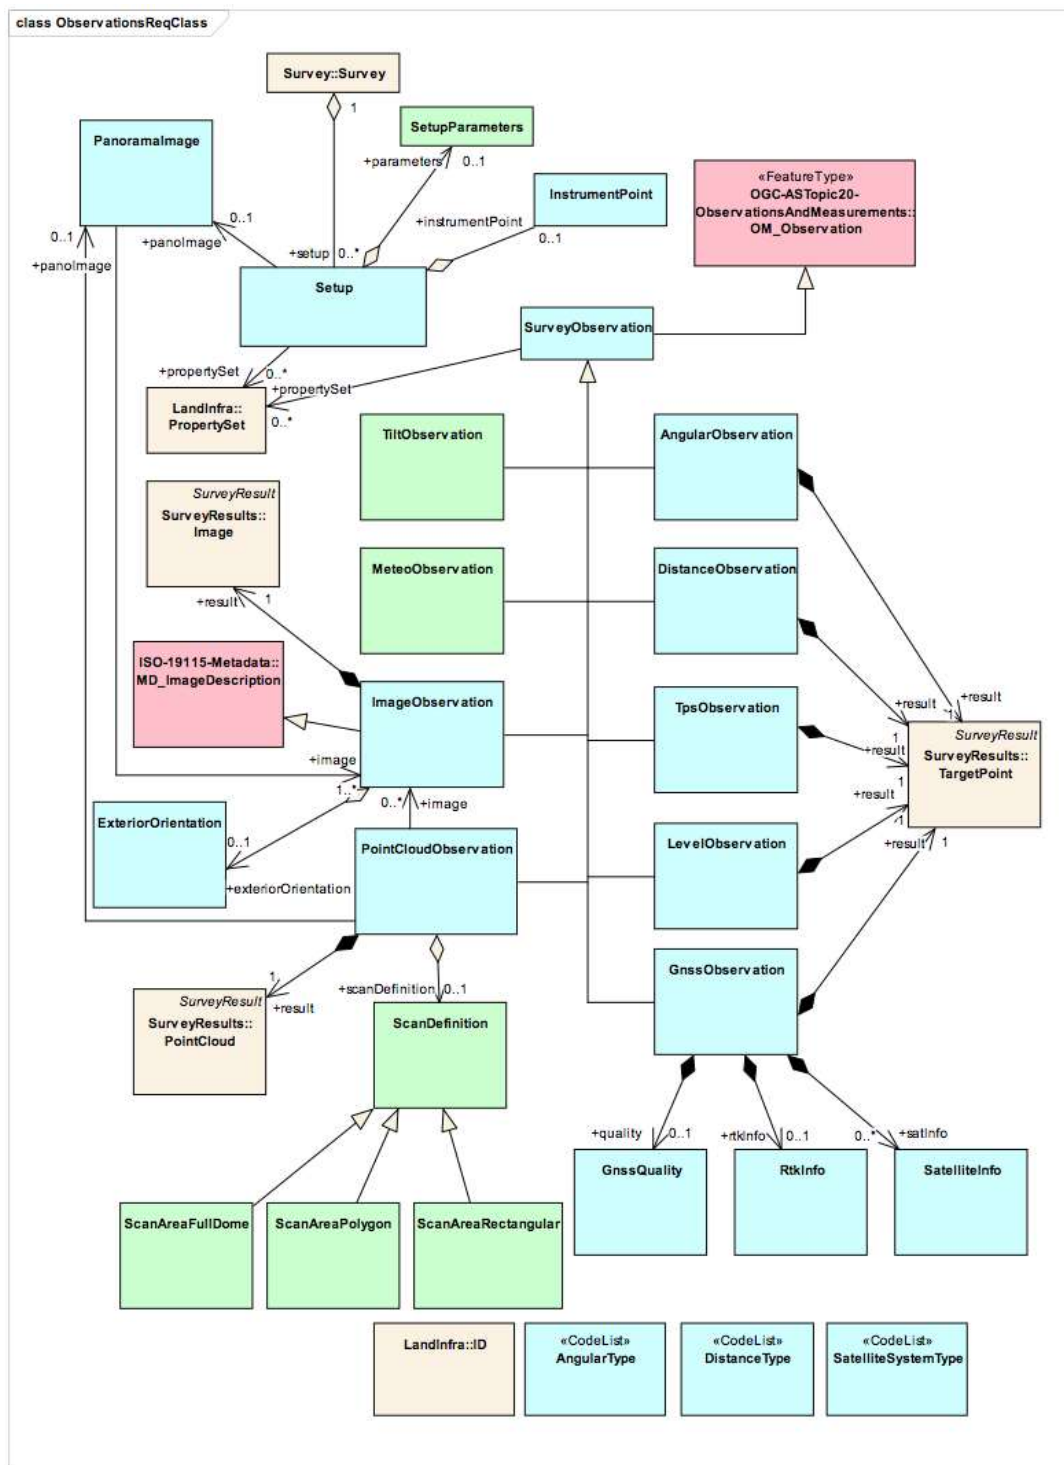 class ObservationsReqClass
Survey::Survey
1
SetupParameters
PanoramaImage
+parameters
0..1
«FeatureType»
OGC-ASTopic20-
ObservationsAndMeasurements::
OM_Observation
InstrumentPoint
+instrumentPoint
0..1
0..1
0..1
+panoImage
+panoImage
+setup
0..*
Setup
SurveyObservation
+propertySet
0..*
+propertySet
0..*
LandInfra::
PropertySet
TiltObservation
AngularObservation
SurveyResult
SurveyResults::
Image
MeteoObservation
DistanceObservation
+result
1
ISO-19115-Metadata::
MD_ImageDescription
ImageObservation
TpsObservation
+result
+result
1
1
SurveyResult
SurveyResults::
TargetPoint
+result
1
+image
1..*
0..*
+image
+result
1
ExteriorOrientation
0..1
+exteriorOrientation
PointCloudObservation
LevelObservation
+result
1
GnssObservation
1
+result
+scanDefinition
0..1
SurveyResult
SurveyResults::
PointCloud
ScanDefinition
+quality
0..1
+rtkInfo
0..1
0..*
+satInfo
GnssQuality
RtkInfo
SatelliteInfo
ScanAreaFullDome
ScanAreaPolygon
ScanAreaRectangular
LandInfra::ID
«CodeList»
AngularType
«CodeList»
DistanceType
«CodeList»
SatelliteSystemType